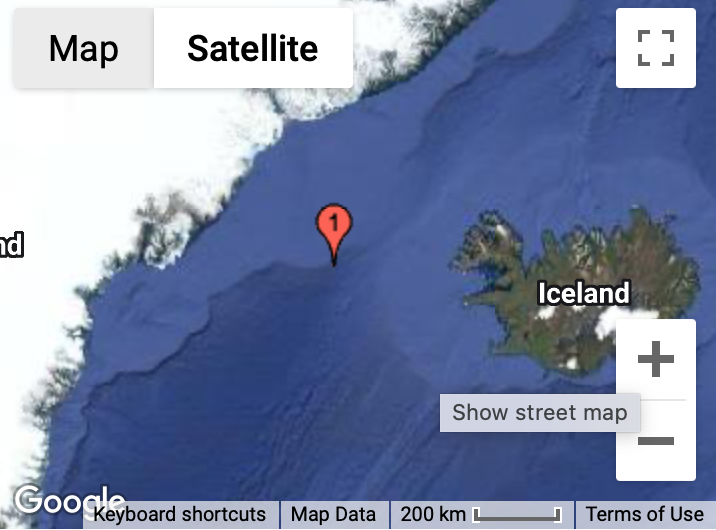 Map
Satellite
1
nd
Iceland
Show street map
Google
Keyboard shortcuts
Map Data
200 km
Terms of Use